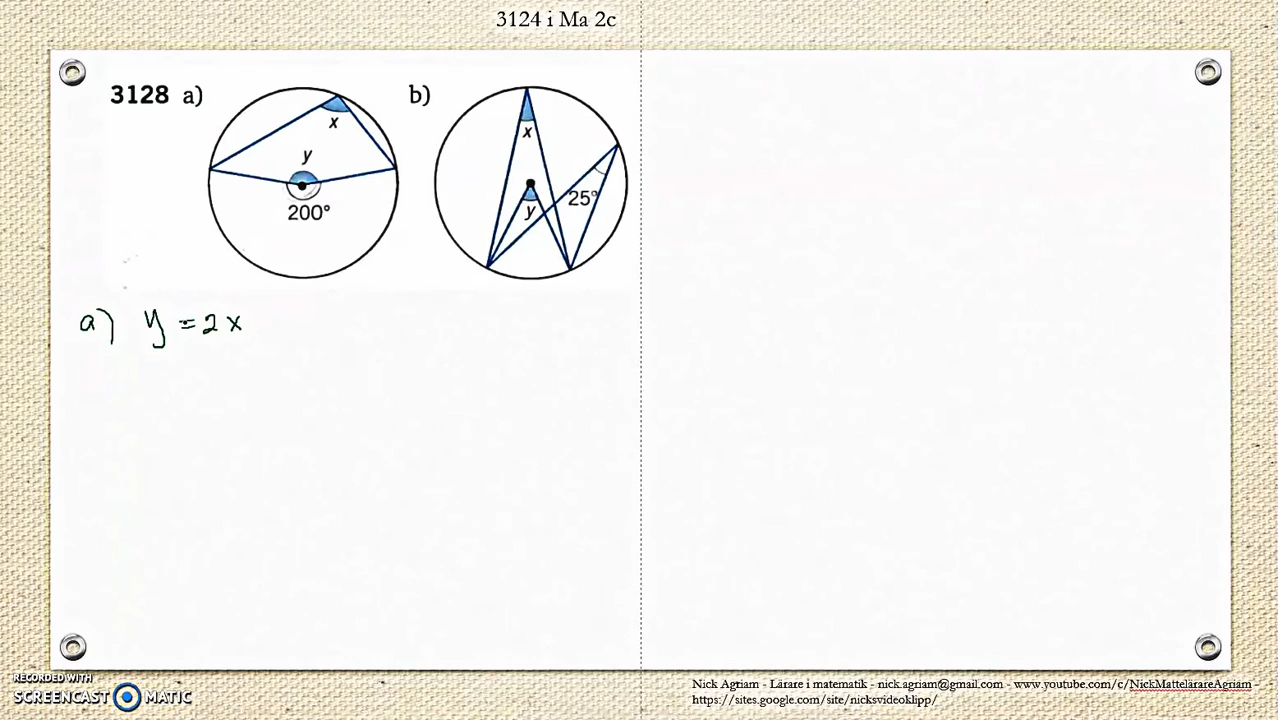 3124 i Ma 2c
3128 a)
b)
x
y
200°
x
y
25°
a) y = 2x
RECORDED WITH
SCREENCAST MATIC
Nick Agriam - Lärare i matematik - nick.agriam@gmail.com - www.youtube.com/c/NickMattelärareAgriam
https://sites.google.com/site/nicksvideoklipp/